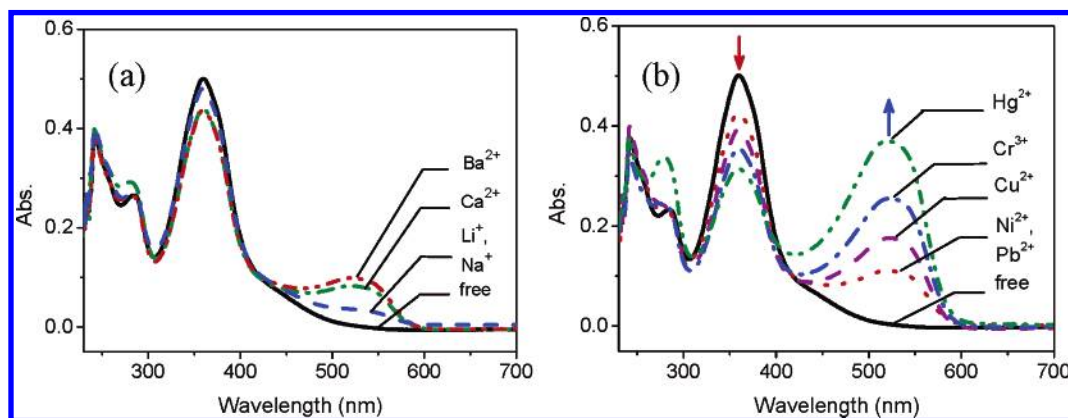 (a)
0.6
0.4
0.2
0.0
Abs.
300 400 500 600 700
Wavelength (nm)
Ba2+
Ca2+
Li+,
Na+
free
(b)
0.6
0.4
0.2
0.0
Abs.
300 400 500 600 700
Wavelength (nm)
Hg2+
Cr3+
Cu2+
Ni2+,
Pb2+
free